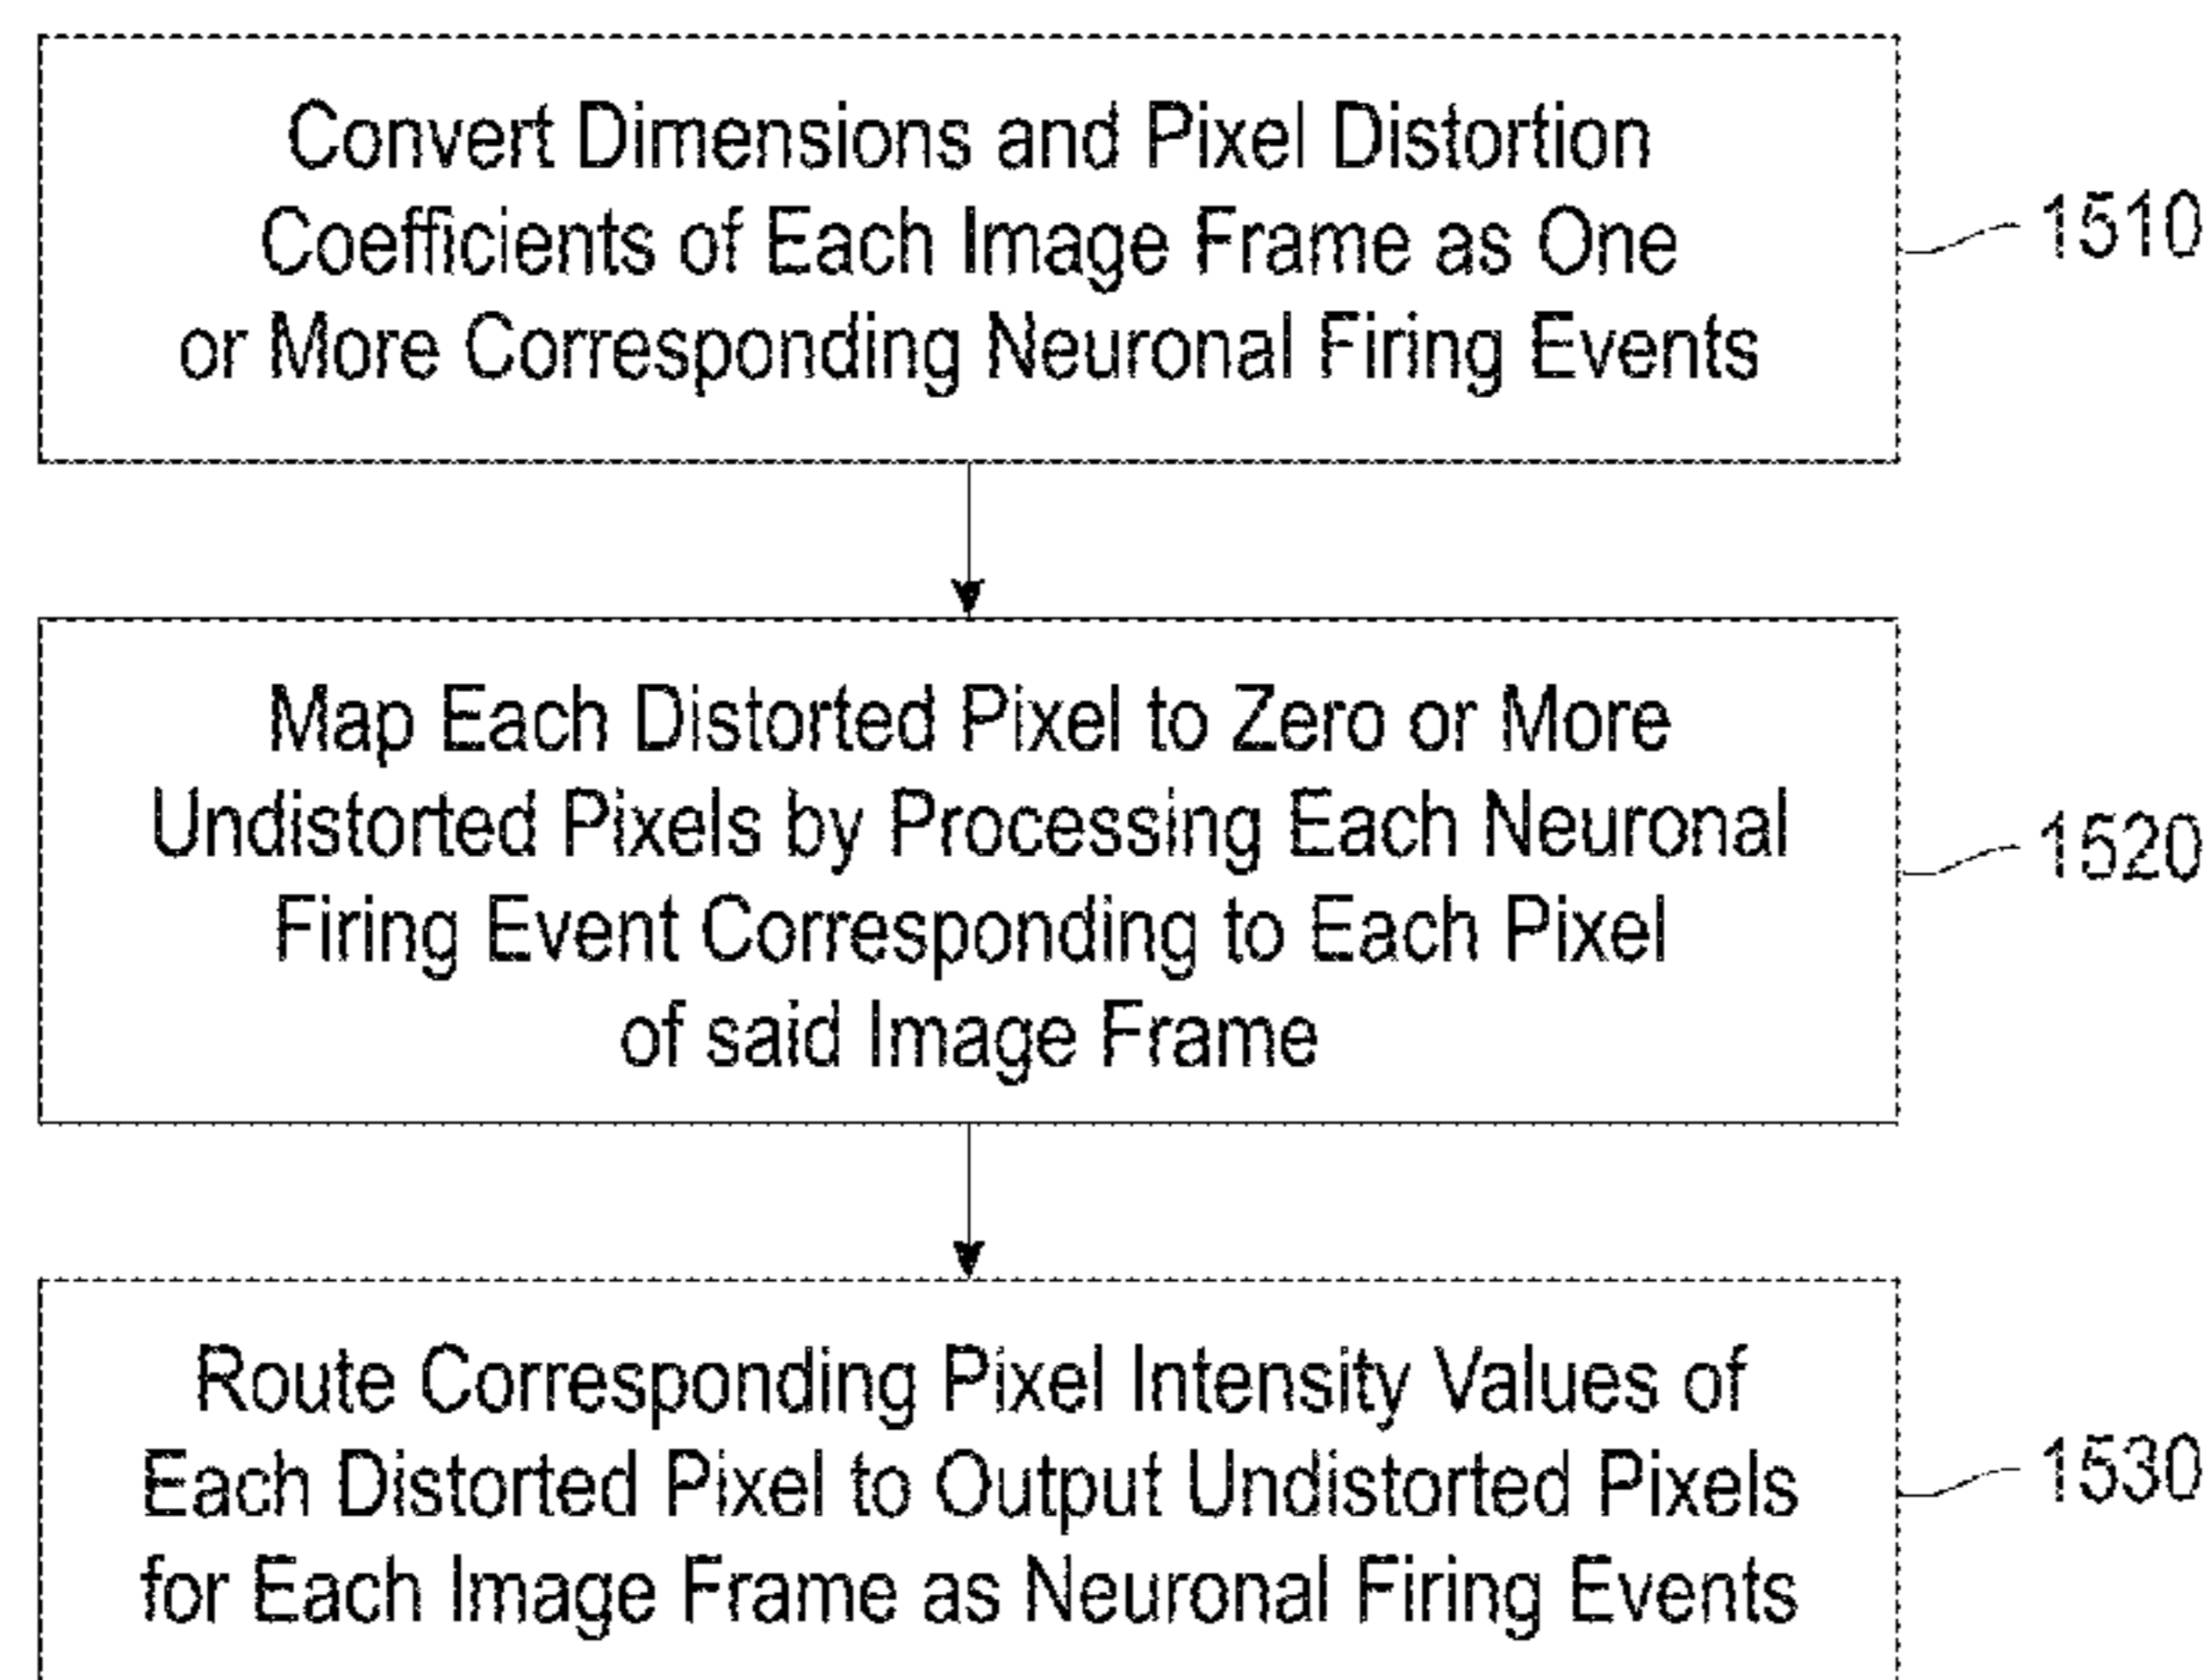 Convert Dimensions and Pixel Distortion
Coefficients of Each Image Frame as One
or More Corresponding Neuronal Firing Events
1510
Map Each Distorted Pixel to Zero or More
Undistorted Pixels by Processing Each Neuronal
Firing Event Corresponding to Each Pixel
of said Image Frame
1520
Route Corresponding Pixel Intensity Values of
Each Distorted Pixel to Output Undistorted Pixels
for Each Image Frame as Neuronal Firing Events
1530